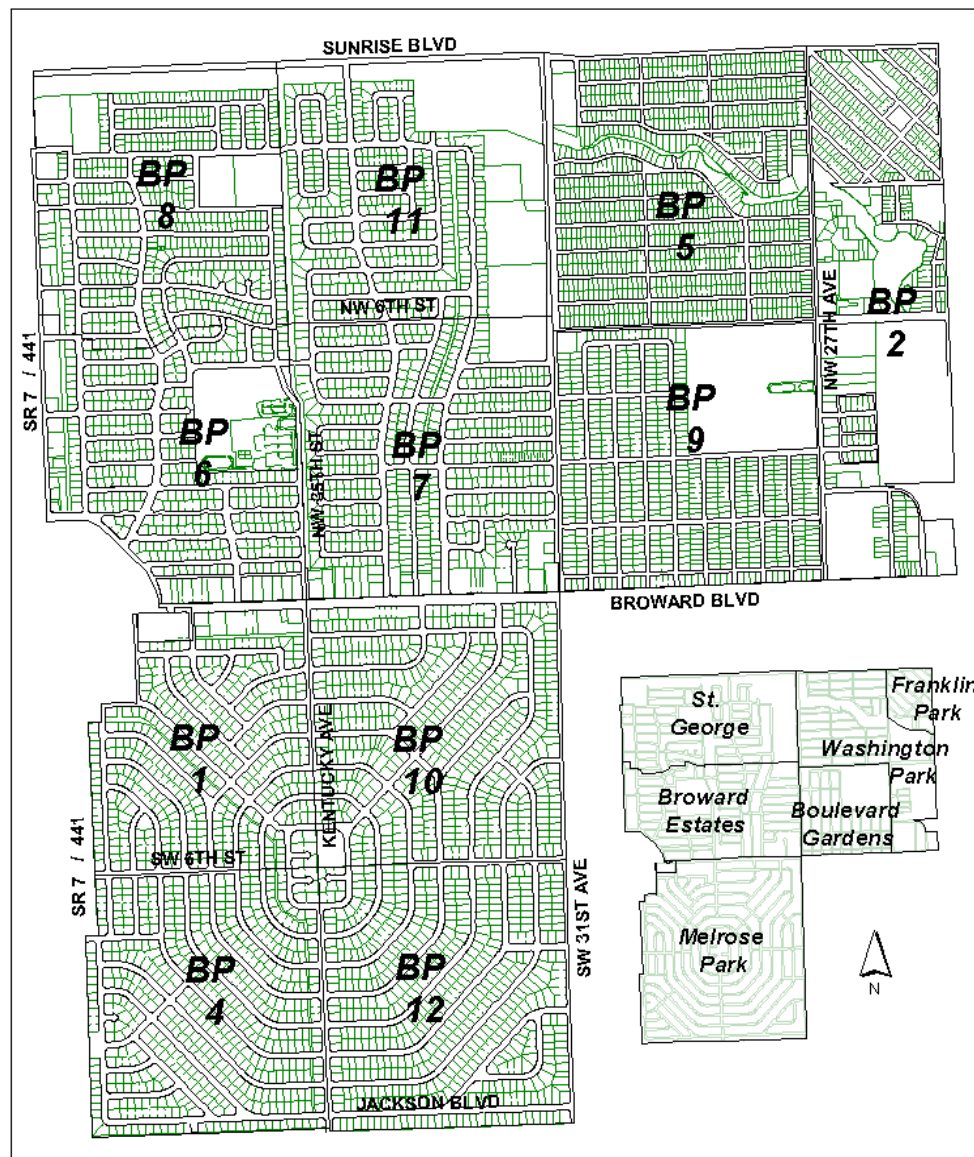 SUNRISE BLVD
BP
8
BP
11
BP
5
BP
2
NW 6TH ST
NW 27TH AVE
SR 7 / 441
BP
6
NW 35TH ST
BP
7
BP
9
BROWARD BLVD
BP
1
KENTUCKY AVE
BP
10
SR 7 / 441
SW 6TH ST
SW 31ST AVE
BP
4
BP
12
JACKSON BLVD
St.
George
Franklin
Park
Washington
Park
Broward
Estates
Boulevard
Gardens
Melrose
Park
N